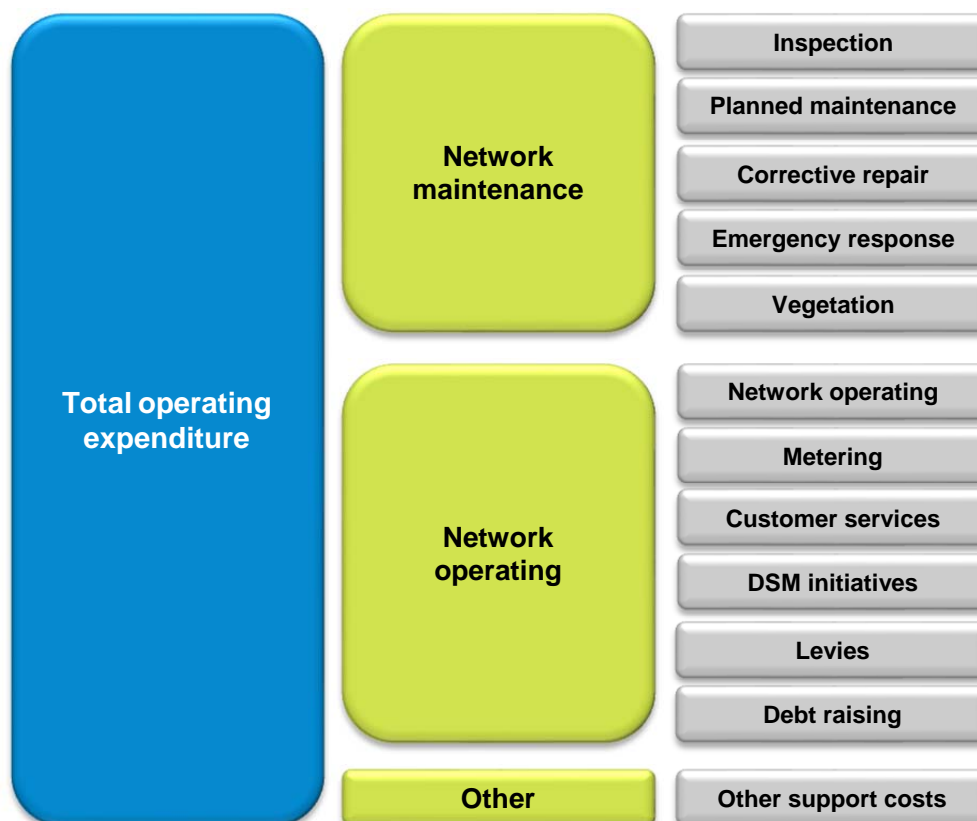 Total operating
expenditure
Network
maintenance
Inspection
Planned maintenance
Corrective repair
Emergency response
Vegetation
Network
operating
Network operating
Metering
Customer services
DSM initiatives
Levies
Debt raising
Other
Other support costs